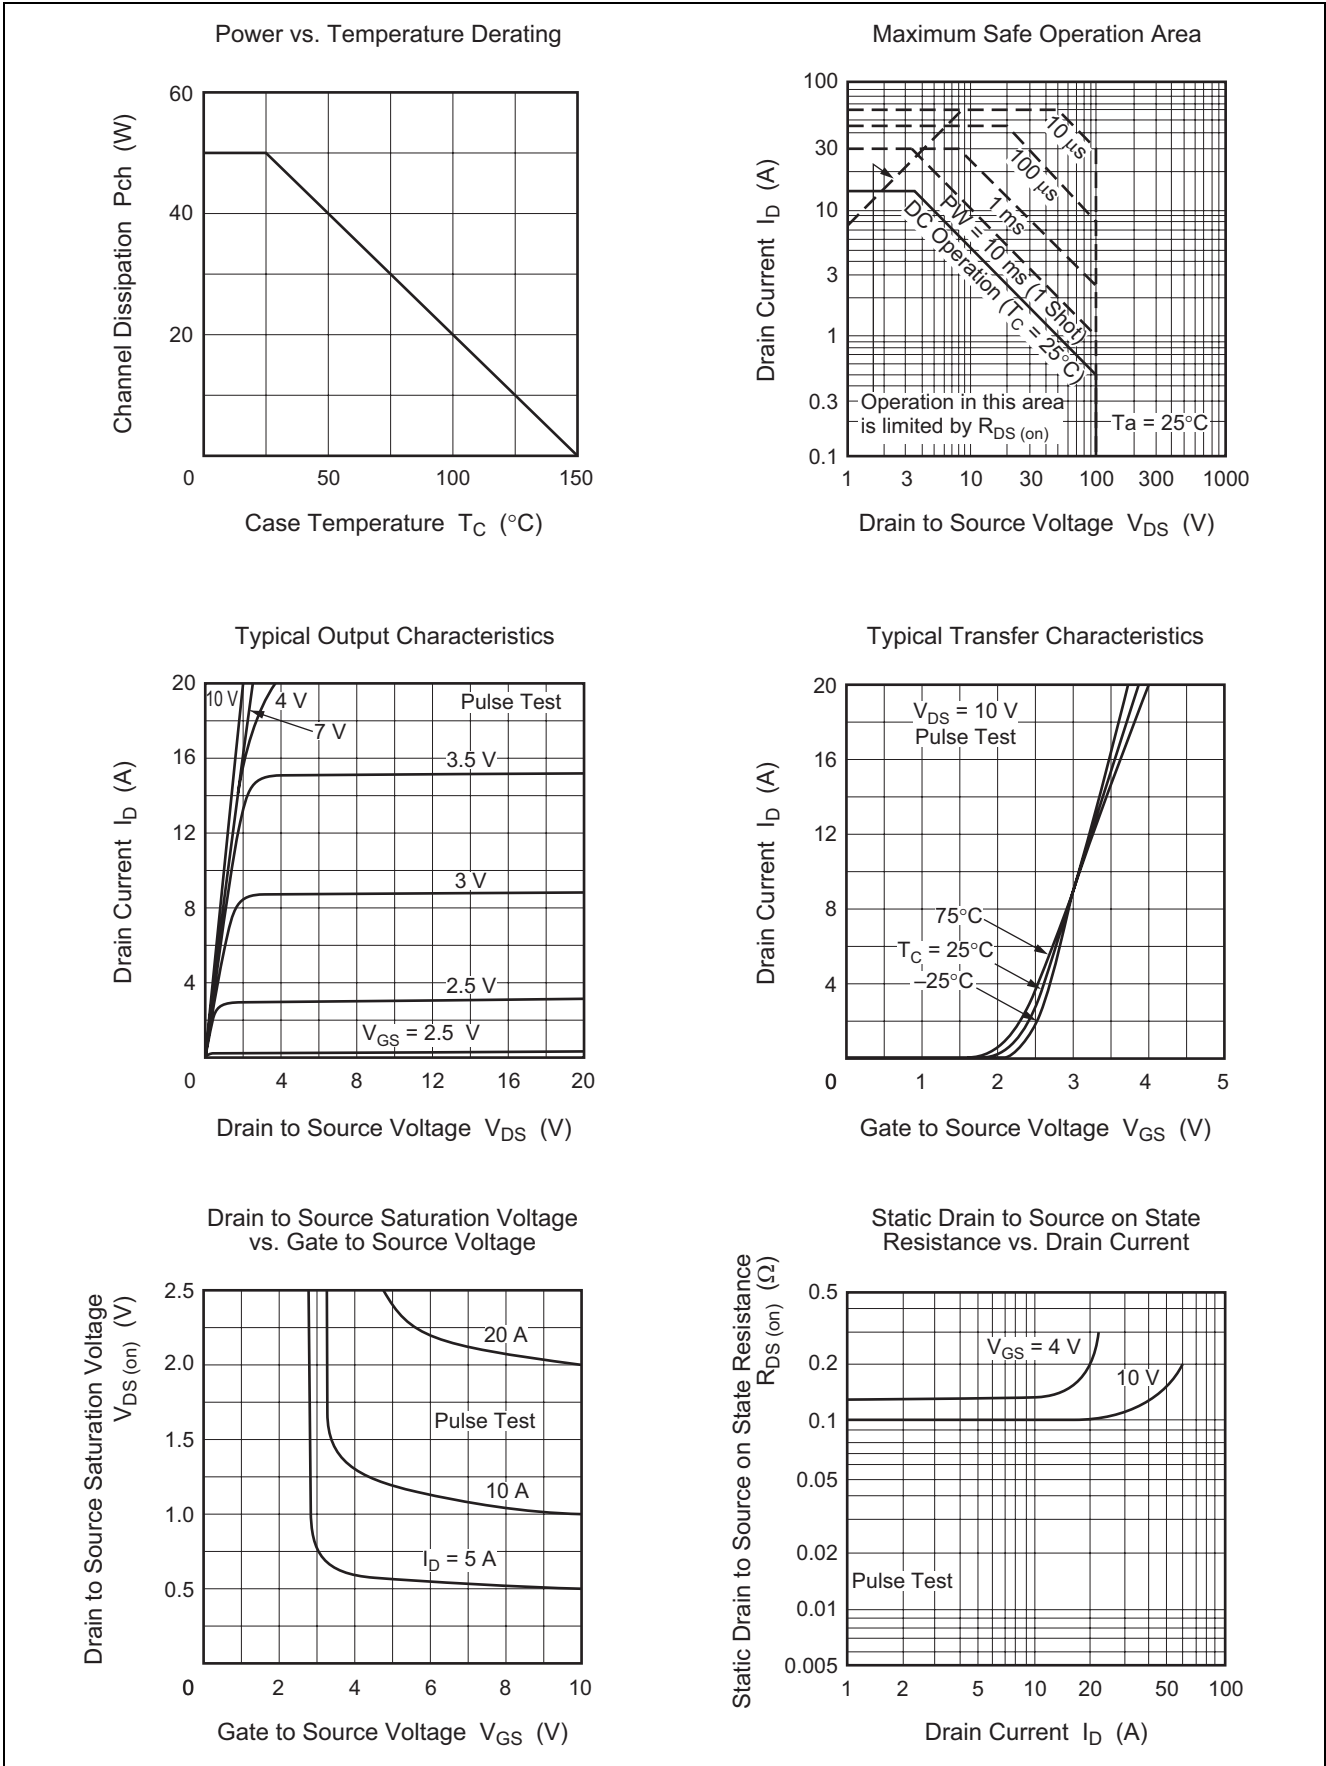 Power vs. Temperature Derating
Channel Dissipation Pch (W)
60
40
20
0
50
100
150
Case Temperature T_C (°C)
Maximum Safe Operation Area
Drain Current I_D (A)
100
30
10
3
1
0.3
0.1
10 μs
100 μs
1 ms
PW = 10 ms (1 Shot)
DC Operation (T_C = 25°C)
Operation in this area
is limited by R_DS (on)
Ta = 25°C
1
3
10
30
100
300
1000
Drain to Source Voltage V_DS (V)
Typical Output Characteristics
Drain Current I_D (A)
20
16
12
8
4
10 V
4 V
7 V
Pulse Test
3.5 V
3 V
2.5 V
V_GS = 2.5 V
0
4
8
12
16
20
Drain to Source Voltage V_DS (V)
Typical Transfer Characteristics
Drain Current I_D (A)
20
16
12
8
4
V_DS = 10 V
Pulse Test
75°C
T_C = 25°C
–25°C
0
1
2
3
4
5
Gate to Source Voltage V_GS (V)
Drain to Source Saturation Voltage
vs. Gate to Source Voltage
Drain to Source Saturation Voltage
V_DS (on) (V)
2.5
2.0
1.5
1.0
0.5
20 A
Pulse Test
10 A
I_D = 5 A
0
2
4
6
8
10
Gate to Source Voltage V_GS (V)
Static Drain to Source on State
Resistance vs. Drain Current
Static Drain to Source on State Resistance
R_DS (on) (Ω)
0.5
0.2
0.1
0.05
0.02
0.01
0.005
V_GS = 4 V
10 V
Pulse Test
1
2
5
10
20
50
100
Drain Current I_D (A)